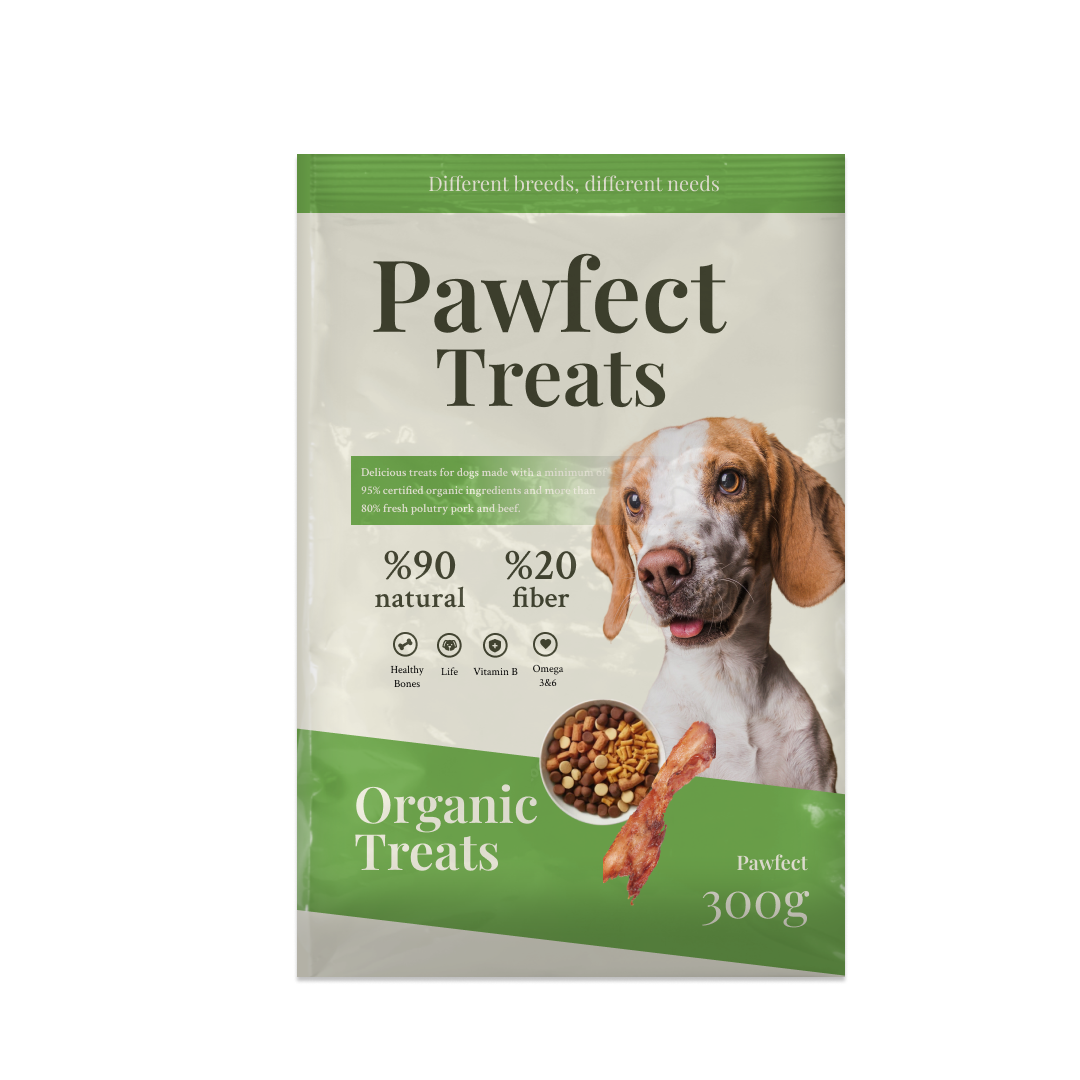 Different breeds, different needs
Pawfect
Treats
Delicious treats for dogs made with a minimum of
95% certified organic ingredients and more than
80% fresh polutry pork and beef.
%90 %20
natural fiber
Healthy Life Vitamin B Omega
Bones 3&6
Organic
Treats
Pawfect
300g